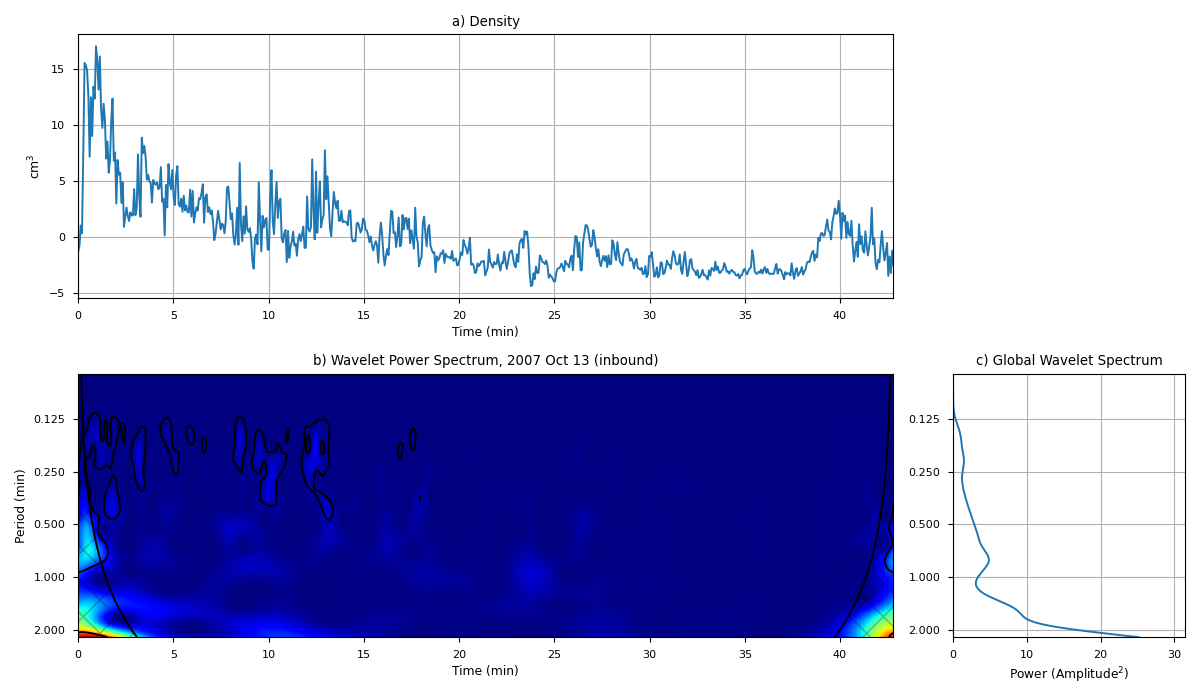 a) Density
cm³
15
10
5
0
−5
0 5 10 15 20 25 30 35 40
Time (min)
b) Wavelet Power Spectrum, 2007 Oct 13 (inbound)
Period (min)
0.125
0.250
0.500
1.000
2.000
0 5 10 15 20 25 30 35 40
Time (min)
c) Global Wavelet Spectrum
0.125
0.250
0.500
1.000
2.000
0 10 20 30
Power (Amplitude²)